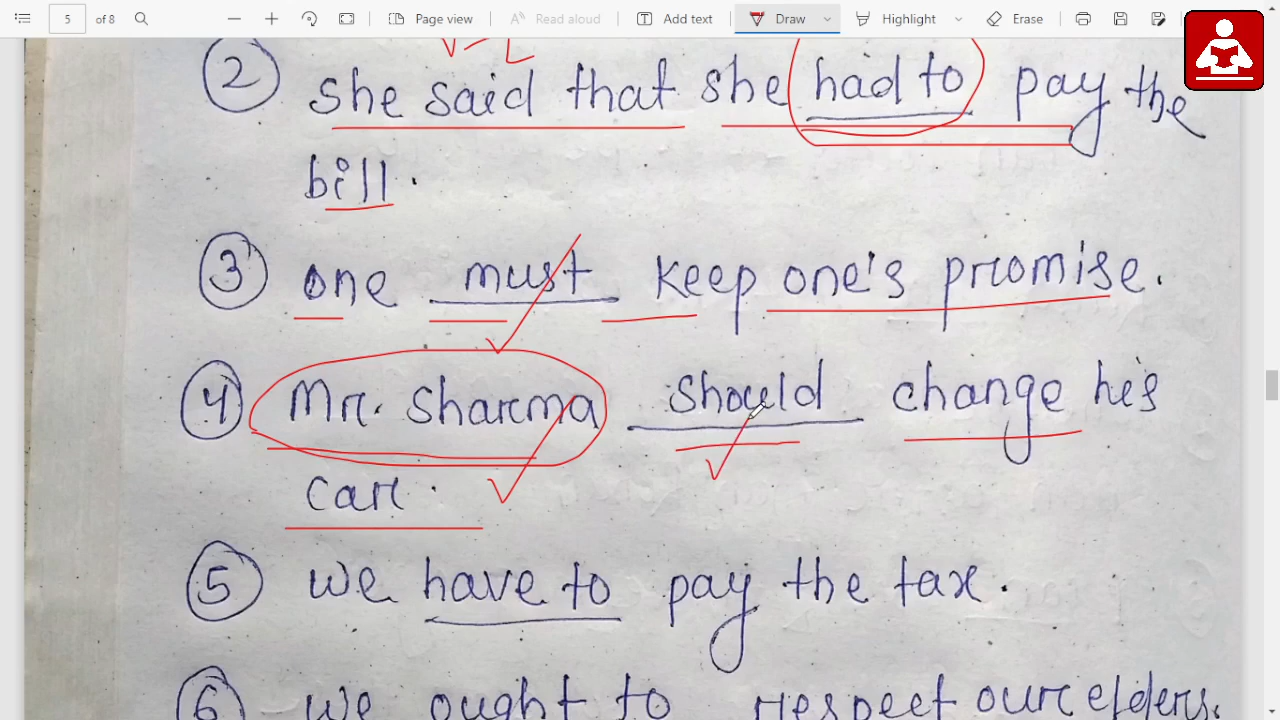 5 of 8 Page view Read aloud Add text Draw Highlight Erase
2 she said that she had to pay the
bill.
3 one must keep one's promise.
4 Mr. Sharma should change his
car.
5 we have to pay the tax.
6 we ought to respect our elders.